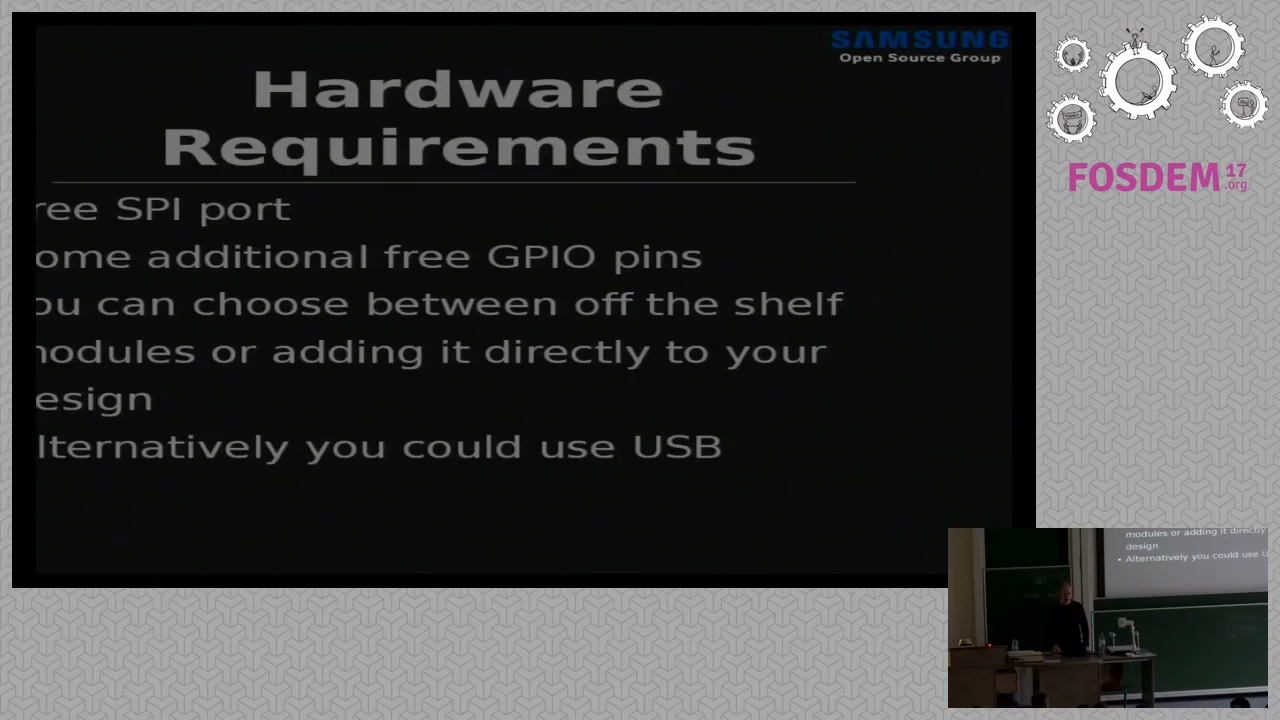 SAMSUNG
Open Source Group
Hardware
Requirements
ree SPI port
ome additional free GPIO pins
ou can choose between off the shelf
nodules or adding it directly to your
esign
lternatively you could use USB
FOSDEM 17
.org
modules or adding it directly
design
• Alternatively you could use U